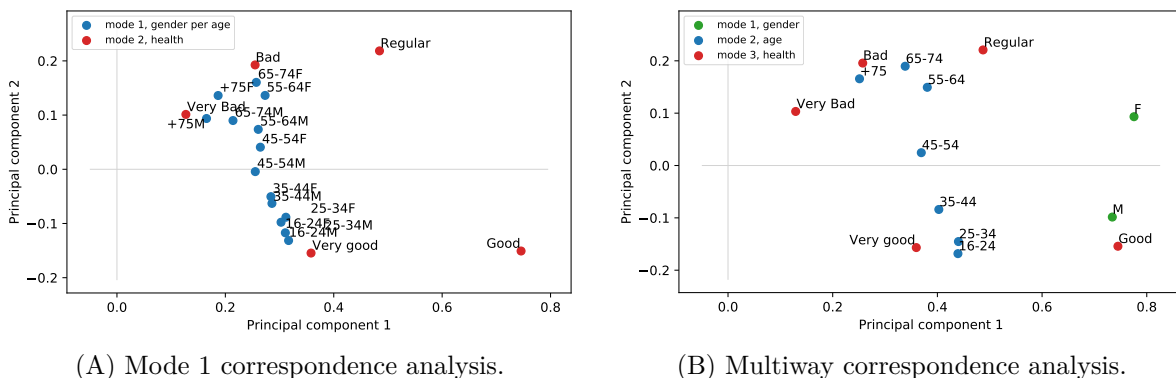 mode 1, gender per age
mode 2, health
Regular
Bad
65-74F
+75F
55-64F
Very Bad
65-74M
+75M
55-64M
45-54F
45-54M
35-44F
35-44M
25-34F
16-24F
25-34M
16-24M
Very good
Good
0.2
0.1
0.0
−0.1
−0.2
Principal component 2
0.0 0.2 0.4 0.6 0.8
Principal component 1
(A) Mode 1 correspondence analysis.
mode 1, gender
mode 2, age
mode 3, health
Regular
Bad
65-74
+75
55-64
Very Bad
F
45-54
35-44
M
25-34
Very good
Good
16-24
0.2
0.1
0.0
−0.1
−0.2
Principal component 2
0.0 0.2 0.4 0.6 0.8
Principal component 1
(B) Multiway correspondence analysis.